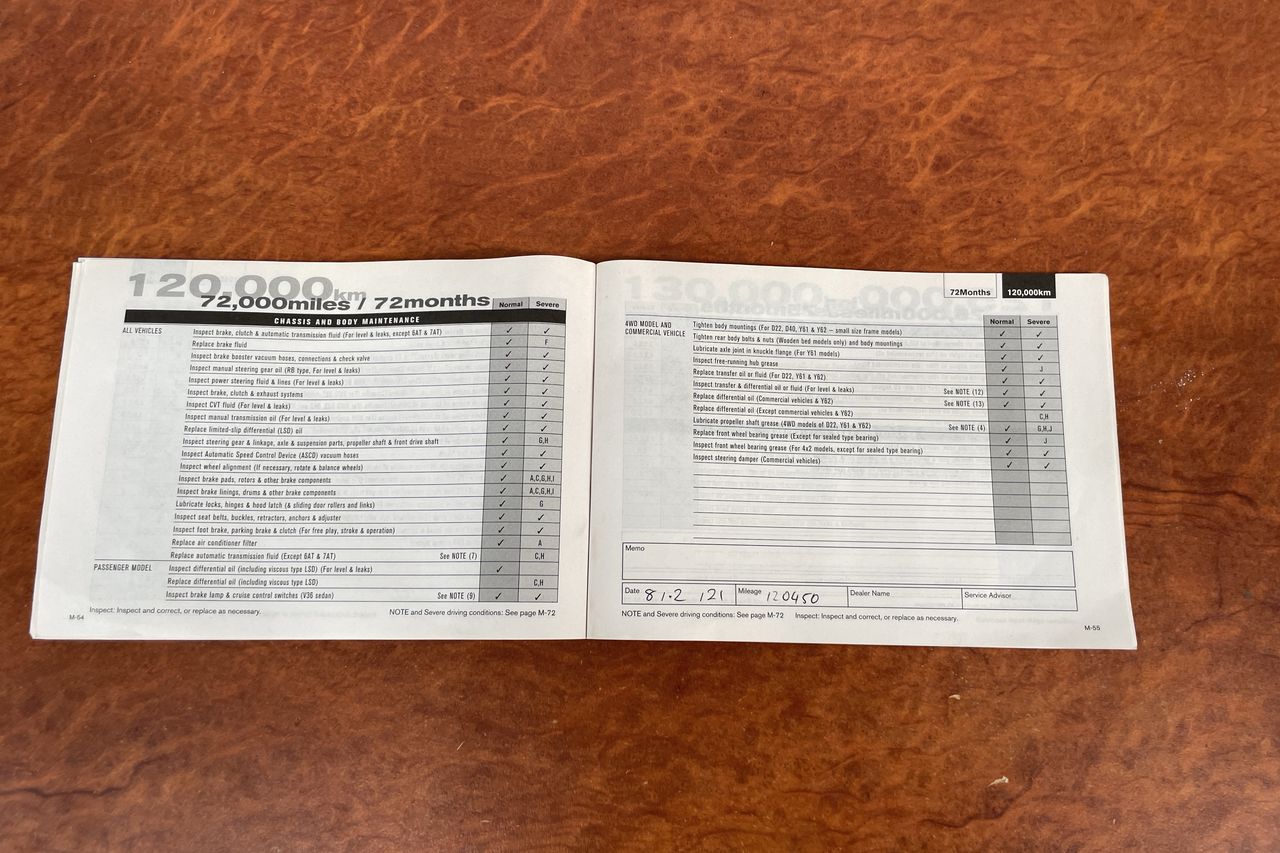 120,000km
72,000miles / 72months
Normal Severe
CHASSIS AND BODY MAINTENANCE
ALL VEHICLES Inspect brake, clutch & automatic transmission fluid (For level & leaks, except 6AT & 7AT) ✓ ✓
Replace brake fluid ✓ F
Inspect brake booster vacuum hoses, connections & check valve ✓ ✓
Inspect manual steering gear oil (RB type, For level & leaks) ✓ ✓
Inspect power steering fluid & lines (For level & leaks) ✓ ✓
Inspect brake, clutch & exhaust systems ✓ ✓
Inspect CVT fluid (For level & leaks) ✓ ✓
Inspect manual transmission oil (For level & leaks) ✓ ✓
Replace limited-slip differential (LSD) oil ✓ ✓
Inspect steering gear & linkage, axle & suspension parts, propeller shaft & front drive shaft ✓ G,H
Inspect Automatic Speed Control Device (ASCD) vacuum hoses ✓ ✓
Inspect wheel alignment (If necessary, rotate & balance wheels) ✓ ✓
Inspect brake pads, rotors & other brake components ✓ A,C,G,H,I
Inspect brake linings, drums & other brake components ✓ A,C,G,H,I
Lubricate locks, hinges & hood latch (& sliding door rollers and links) ✓ G
Inspect seat belts, buckles, retractors, anchors & adjuster ✓ ✓
Inspect foot brake, parking brake & clutch (For free play, stroke & operation) ✓ ✓
Replace air conditioner filter ✓ A
Replace automatic transmission fluid (Except 6AT & 7AT) See NOTE (7) C,H
PASSENGER MODEL Inspect differential oil (including viscous type LSD) (For level & leaks) ✓
Replace differential oil (including viscous type LSD) C,H
Inspect brake lamp & cruise control switches (V36 sedan) See NOTE (9) ✓ ✓
Inspect: Inspect and correct, or replace as necessary. NOTE and Severe driving conditions: See page M-72
M-54
72Months 120,000km
Normal Severe
4WD MODEL AND
COMMERCIAL VEHICLE
Tighten body mountings (For D22, D40, Y61 & Y62 – small size frame models) ✓ ✓
Tighten rear body bolts & nuts (Wooden bed models only) and body mountings ✓ ✓
Lubricate axle joint in knuckle flange (For Y61 models) ✓ ✓
Inspect free-running hub grease ✓ J
Replace transfer oil or fluid (For D22, Y61 & Y62) ✓ ✓
Inspect transfer & differential oil or fluid (For level & leaks) See NOTE (12) ✓ ✓
Replace differential oil (Commercial vehicles & Y62) See NOTE (13) ✓ ✓
Replace differential oil (Except commercial vehicles & Y62) C,H
Lubricate propeller shaft grease (4WD models of D22, Y61 & Y62) See NOTE (4) ✓ G,H,J
Replace front wheel bearing grease (Except for sealed type bearing) ✓ J
Inspect front wheel bearing grease (For 4x2 models, except for sealed type bearing) ✓ ✓
Inspect steering damper (Commercial vehicles) ✓ ✓
Memo
Date 81.2 121 Mileage 120450 Dealer Name Service Advisor
NOTE and Severe driving conditions: See page M-72 Inspect: Inspect and correct, or replace as necessary.
M-55